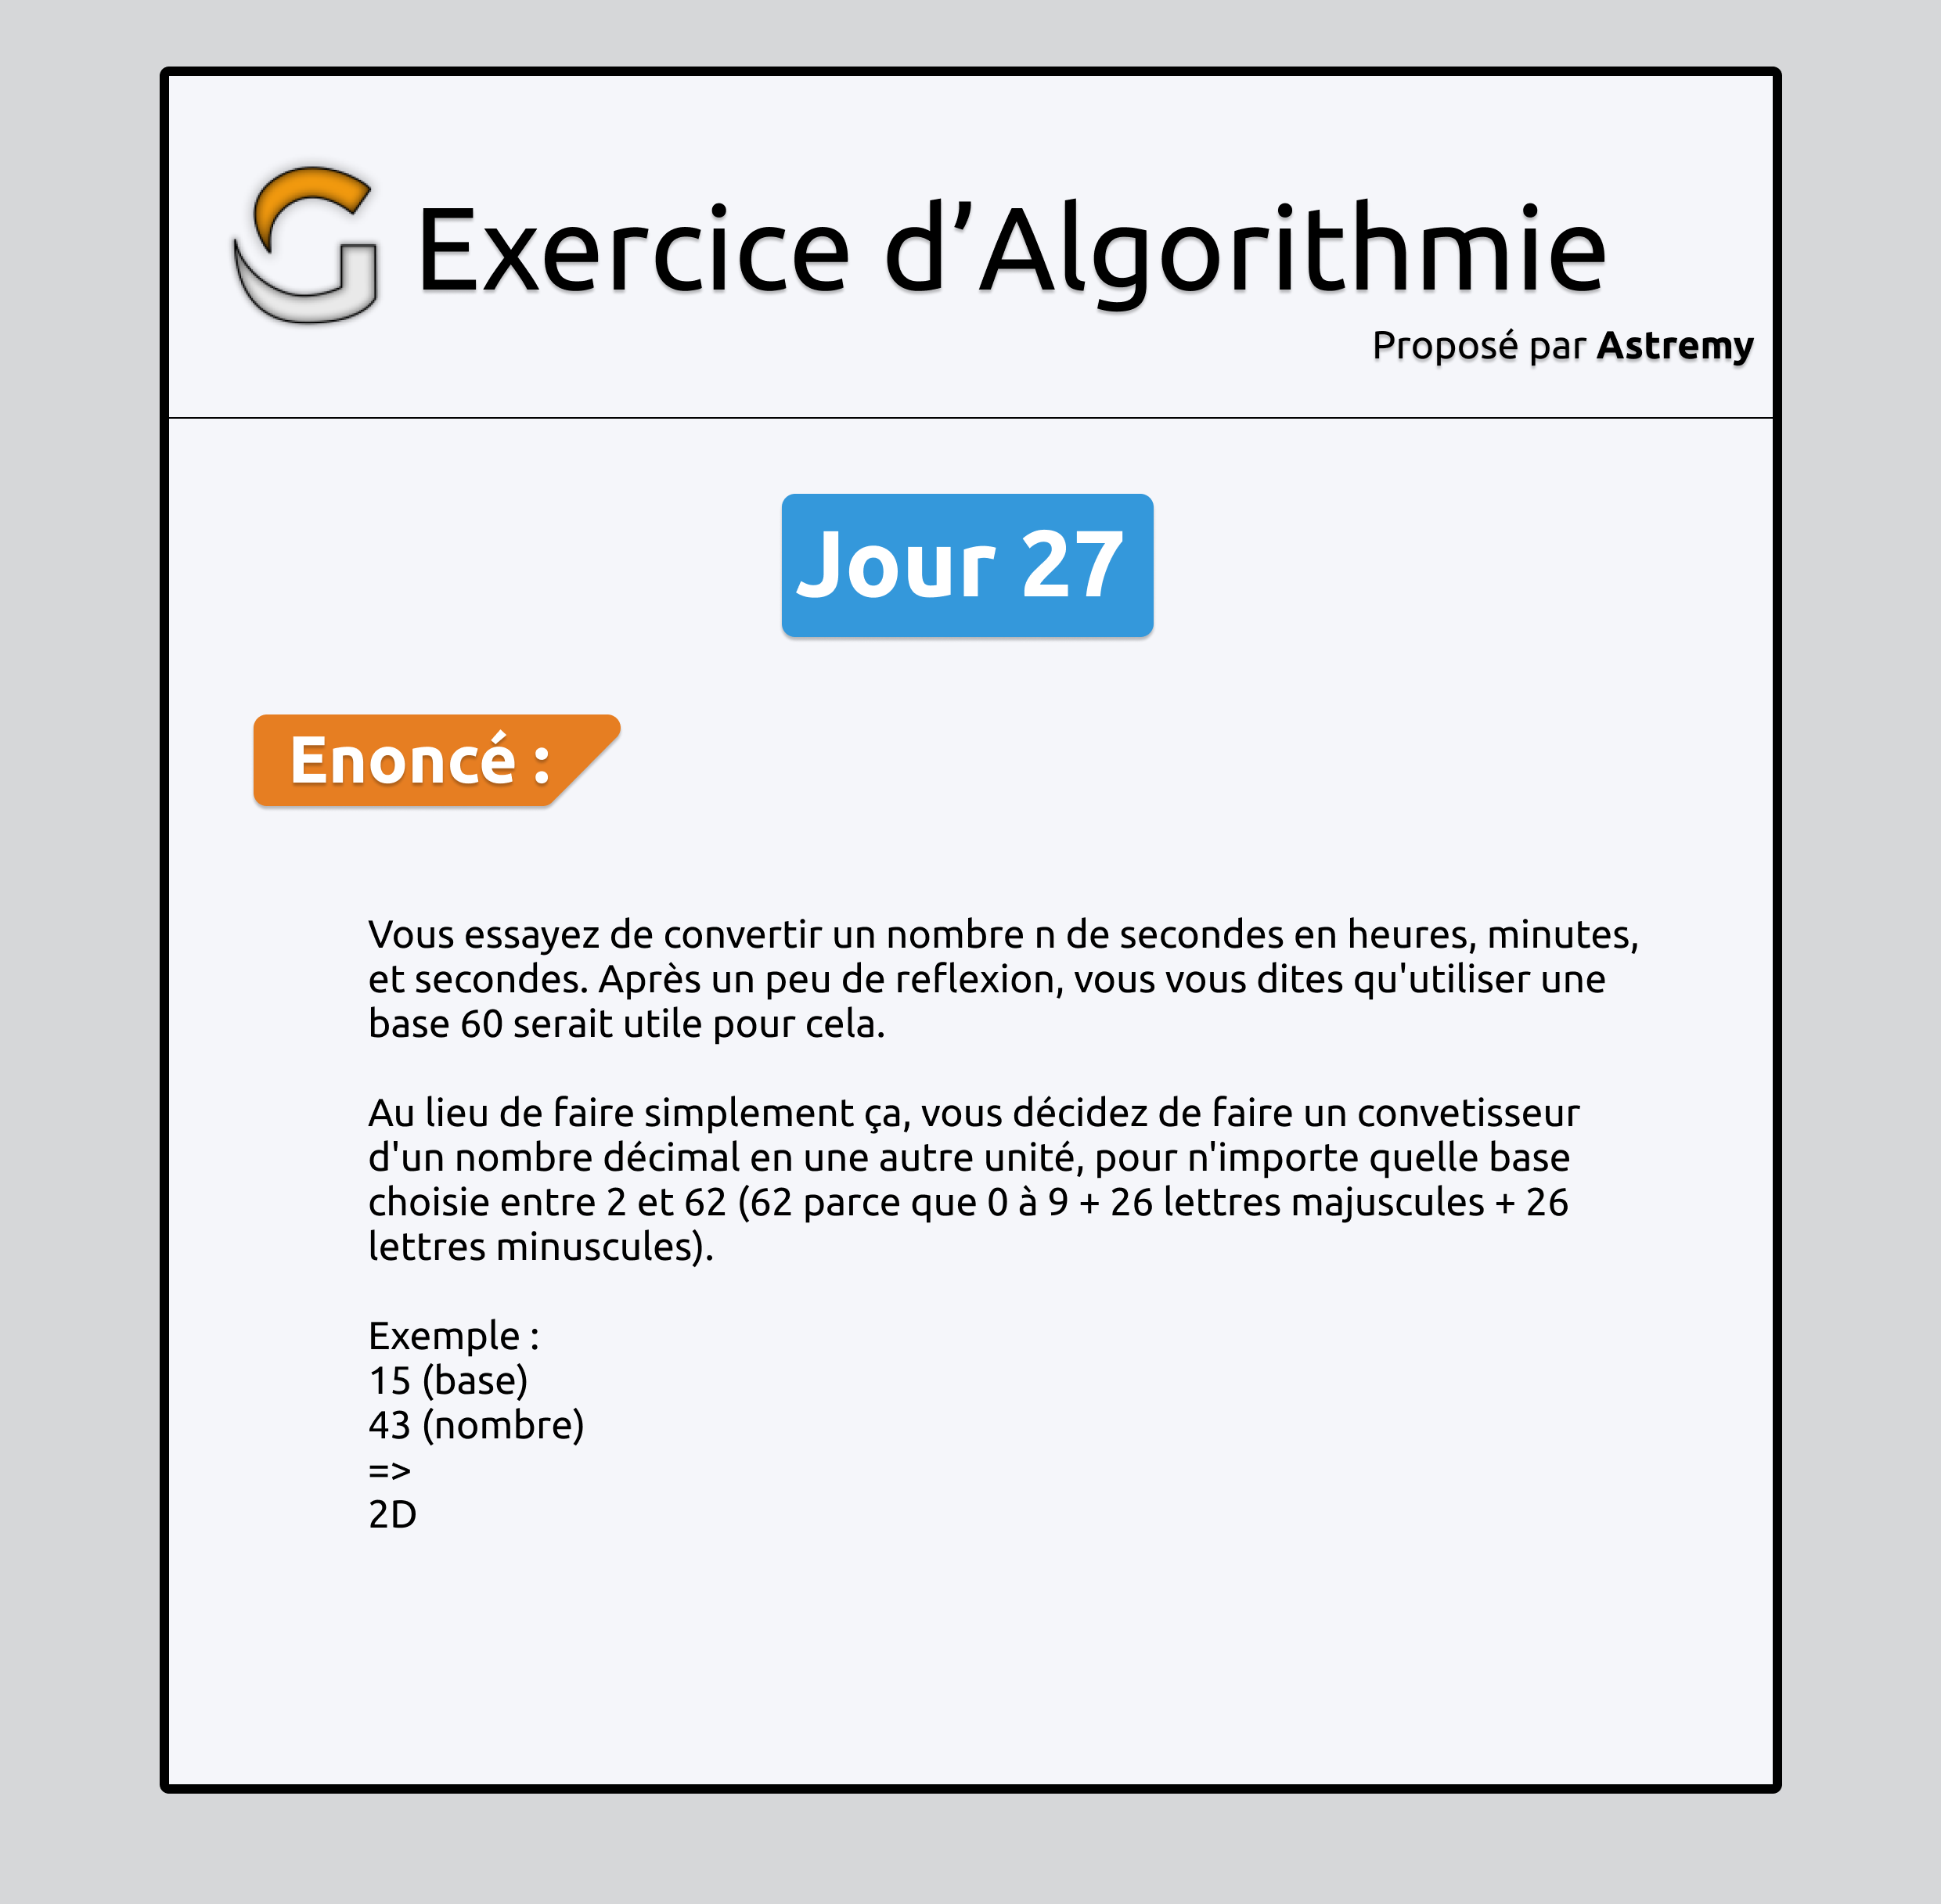 Exercice d’Algorithmie
Proposé par Astremy
Jour 27
Enoncé :
Vous essayez de convertir un nombre n de secondes en heures, minutes,
et secondes. Après un peu de reflexion, vous vous dites qu'utiliser une
base 60 serait utile pour cela.
Au lieu de faire simplement ça, vous décidez de faire un convetisseur
d'un nombre décimal en une autre unité, pour n'importe quelle base
choisie entre 2 et 62 (62 parce que 0 à 9 + 26 lettres majuscules + 26
lettres minuscules).
Exemple :
15 (base)
43 (nombre)
=>
2D